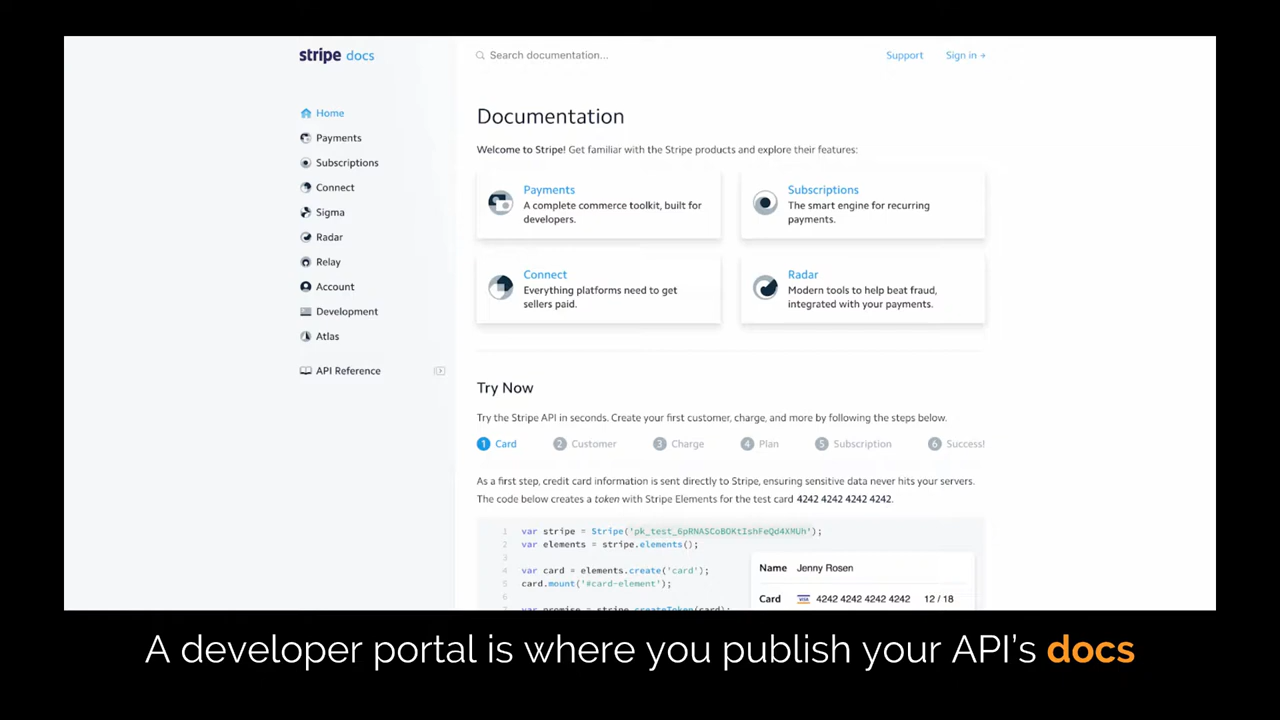 stripe docs
Search documentation...
Support
Sign in →
Home
Payments
Subscriptions
Connect
Sigma
Radar
Relay
Account
Development
Atlas
API Reference
Documentation
Welcome to Stripe! Get familiar with the Stripe products and explore their features:
Payments
A complete commerce toolkit, built for
developers.
Subscriptions
The smart engine for recurring
payments.
Connect
Everything platforms need to get
sellers paid.
Radar
Modern tools to help beat fraud,
integrated with your payments.
Try Now
Try the Stripe API in seconds. Create your first customer, charge, and more by following the steps below.
1 Card
2 Customer
3 Charge
4 Plan
5 Subscription
6 Success!
As a first step, credit card information is sent directly to Stripe, ensuring sensitive data never hits your servers.
The code below creates a token with Stripe Elements for the test card 4242 4242 4242 4242.
1 var stripe = Stripe('pk_test_6pRNASCoBOKtIshFeQd4XMUh');
2 var elements = stripe.elements();
3
4 var card = elements.create('card');
5 card.mount('#card-element');
6
7 var promise = stripe.createToken(card);
Name Jenny Rosen
Card VISA 4242 4242 4242 4242 12 / 18
A developer portal is where you publish your API's docs